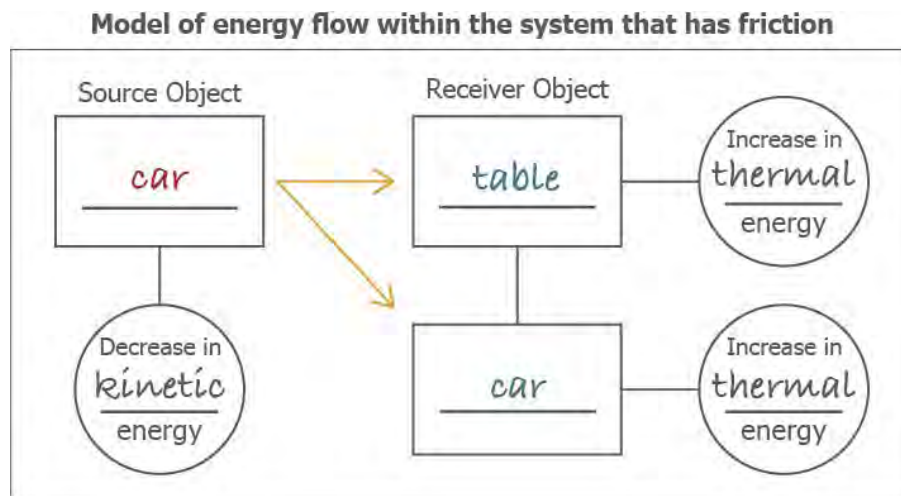 Model of energy flow within the system that has friction
Source Object
car
Decrease in
kinetic
energy
Receiver Object
table
Increase in
thermal
energy
car
Increase in
thermal
energy